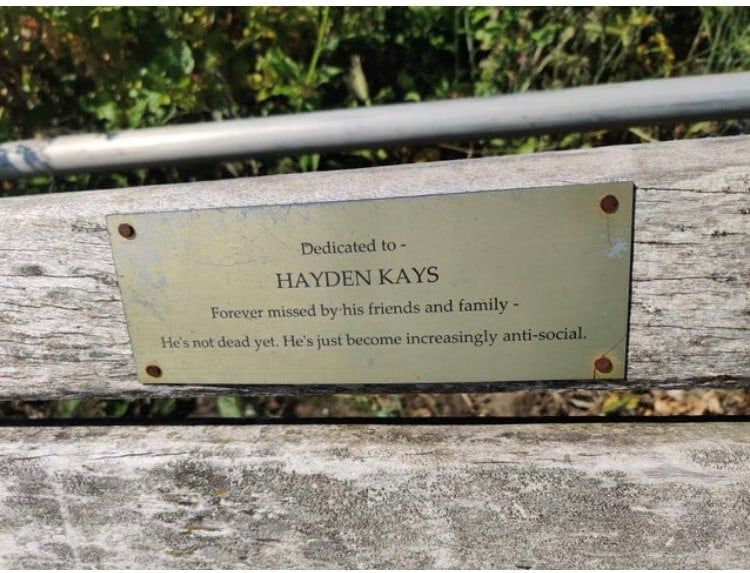 Dedicated to -
HAYDEN KAYS
Forever missed by his friends and family -
He's not dead yet. He's just become increasingly anti-social.